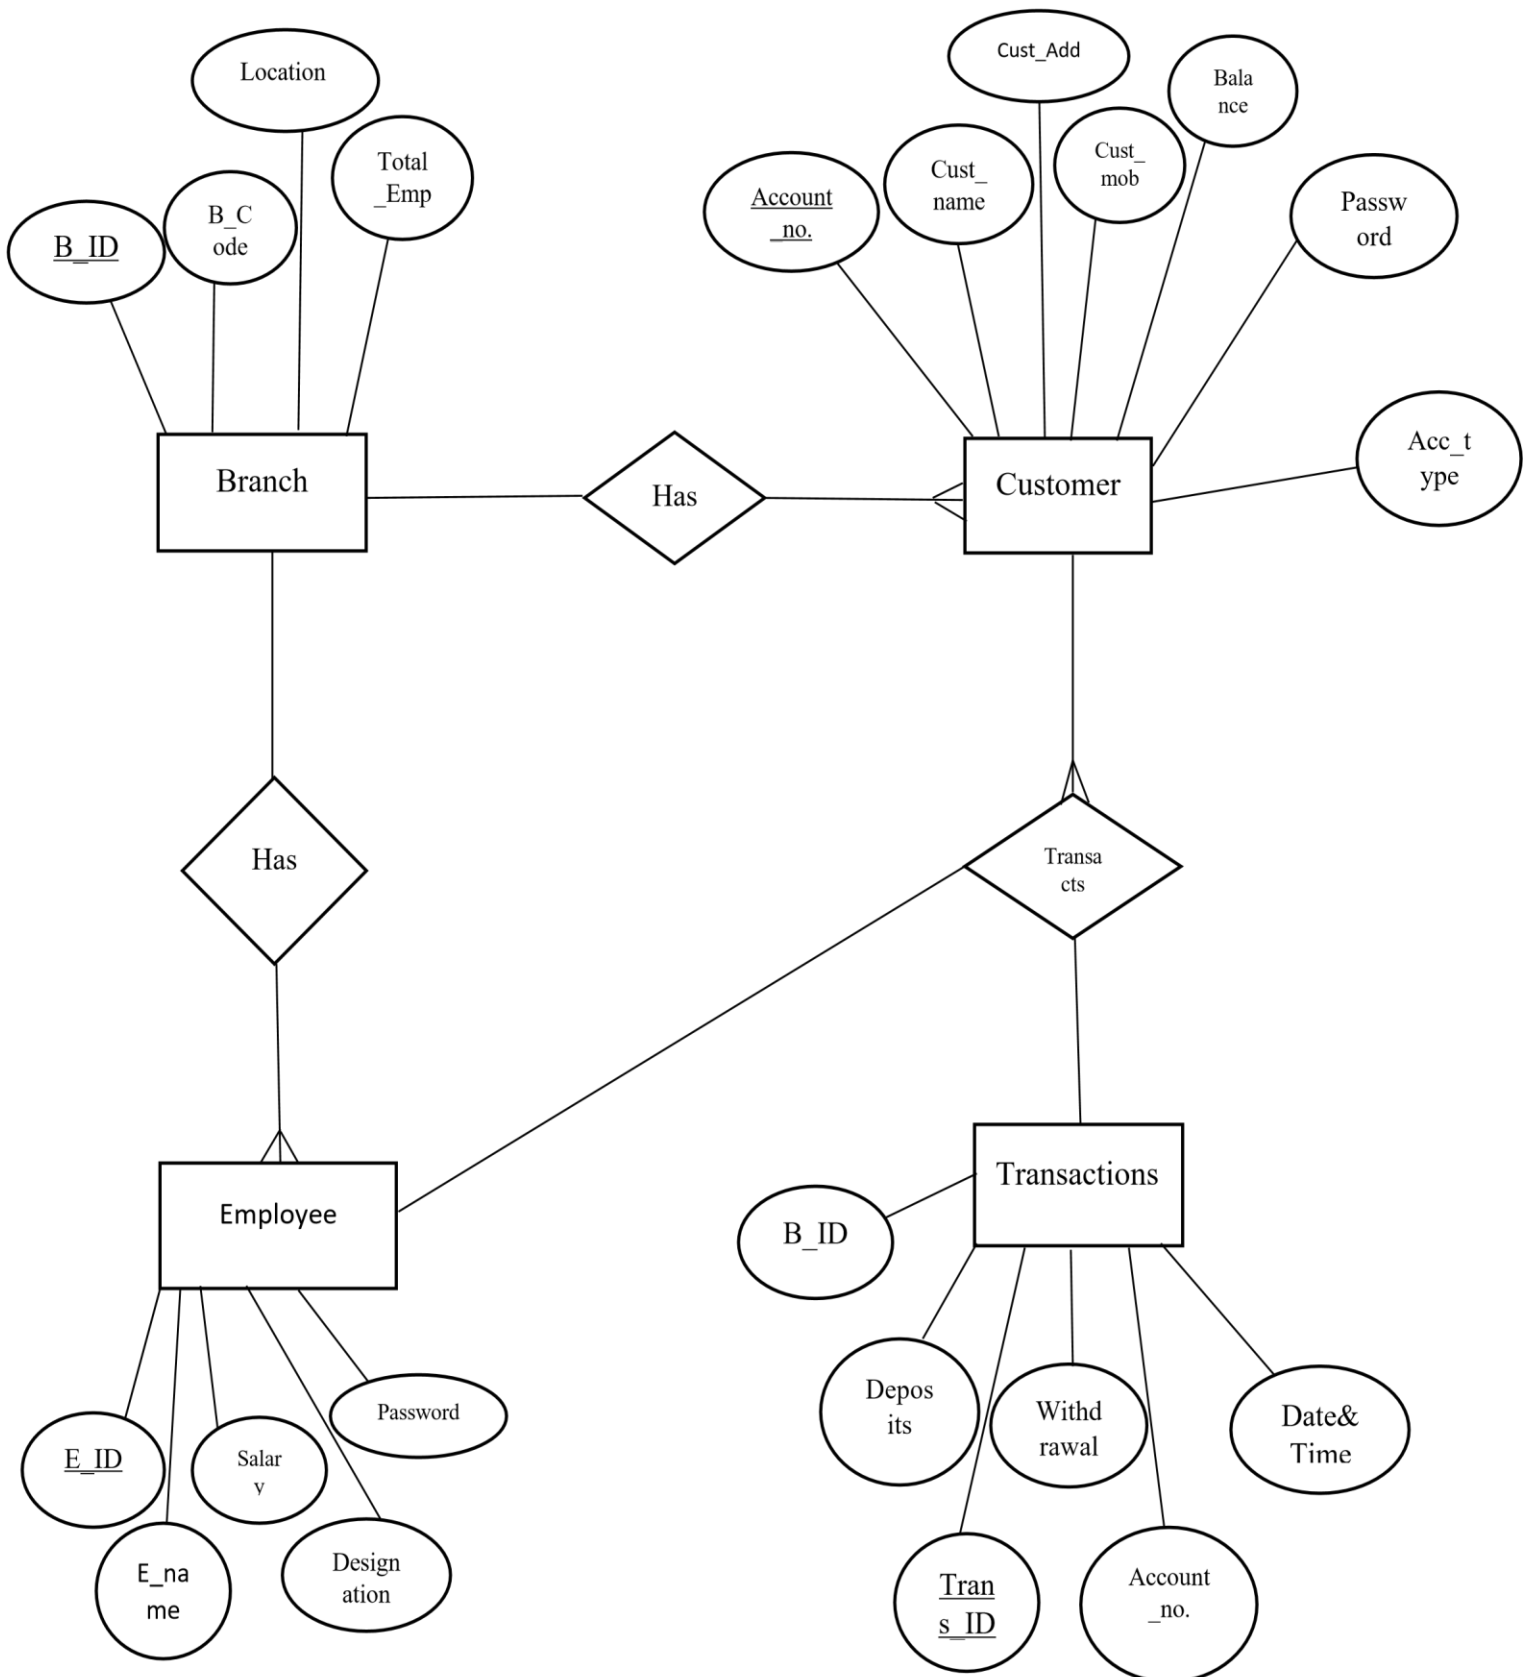 Location
Total
_Emp
B_C
ode
B_ID
Branch
Has
Cust_Add
Bala
nce
Cust_
mob
Cust_
name
Account
_no.
Passw
ord
Acc_t
ype
Customer
Has
Transa
cts
Employee
E_ID
E_na
me
Salar
y
Design
ation
Password
Transactions
B_ID
Depos
its
Tran
s_ID
Withd
rawal
Account
_no.
Date&
Time